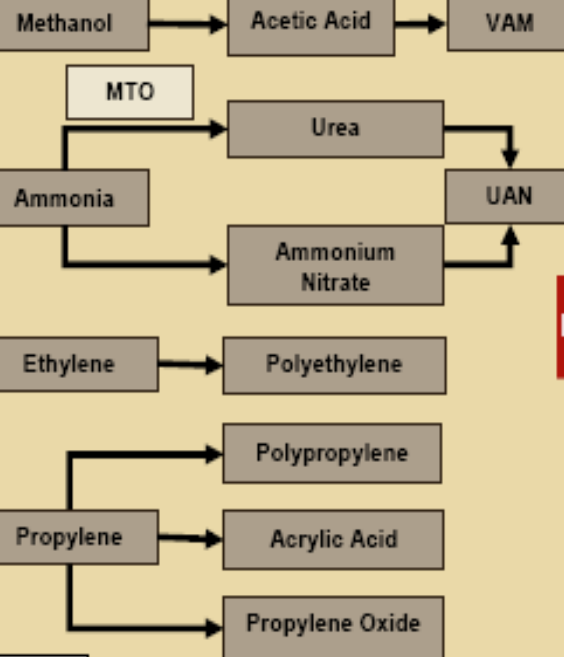 Methanol
Acetic Acid
VAM
MTO
Urea
Ammonia
UAN
Ammonium
Nitrate
Ethylene
Polyethylene
Polypropylene
Propylene
Acrylic Acid
Propylene Oxide